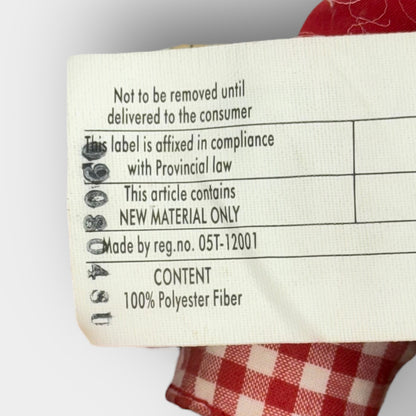 Not to be removed until
delivered to the consumer
This label is affixed in compliance
with Provincial law
This article contains
NEW MATERIAL ONLY
Made by reg.no. 05T-12001
CONTENT
100% Polyester Fiber